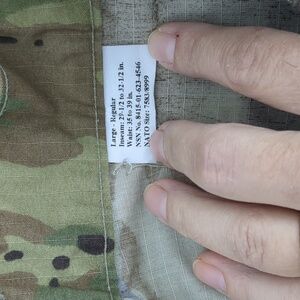 Large - Regular
Inseam: 29-1/2 to 32-1/2 in.
Waist: 35 to 39 in.
NSN No. 8415-01-623-4546
NATO Size: 7583/8999